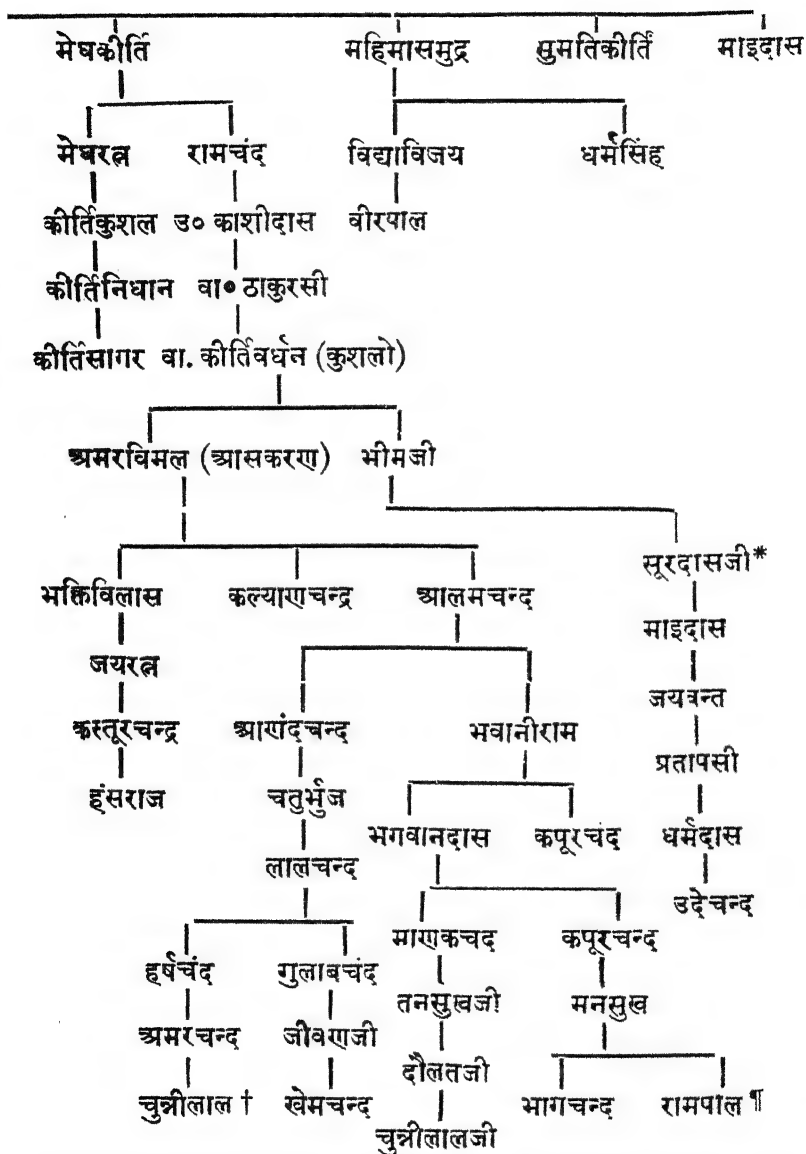 मेघकीर्ति महिमासमुद्र सुमतिकीर्ति माइदास
मेघरत्न रामचंद विद्याविजय धर्मसिंह
कीर्तिकुशल उ० काशीदास वीरपाल
कीर्तिनिधान वा० ठाकुरसी
कीर्तिसागर वा. कीर्तिवर्धन (कुशलो)
अमरविमल (आसकरण) भीमजी
सूरदासजी*
भक्तिविलास कल्याणचन्द्र आलमचन्द
माइदास
जयरत्न
जयवन्त
कस्तूरचन्द्र आणंदचन्द भवानीराम
प्रतापसी
हंसराज चतुर्भुज
भगवानदास कपूरचंद धर्मदास
लालचन्द
उदेचन्द
माणकचद कपूरचन्द
हर्षचंद गुलाबचंद
तनसुखजी मनसुख
अमरचन्द जीवणजी
दौलतजी
चुन्नीलाल † खेमचन्द भागचन्द रामपाल ¶
चुन्नीलालजी